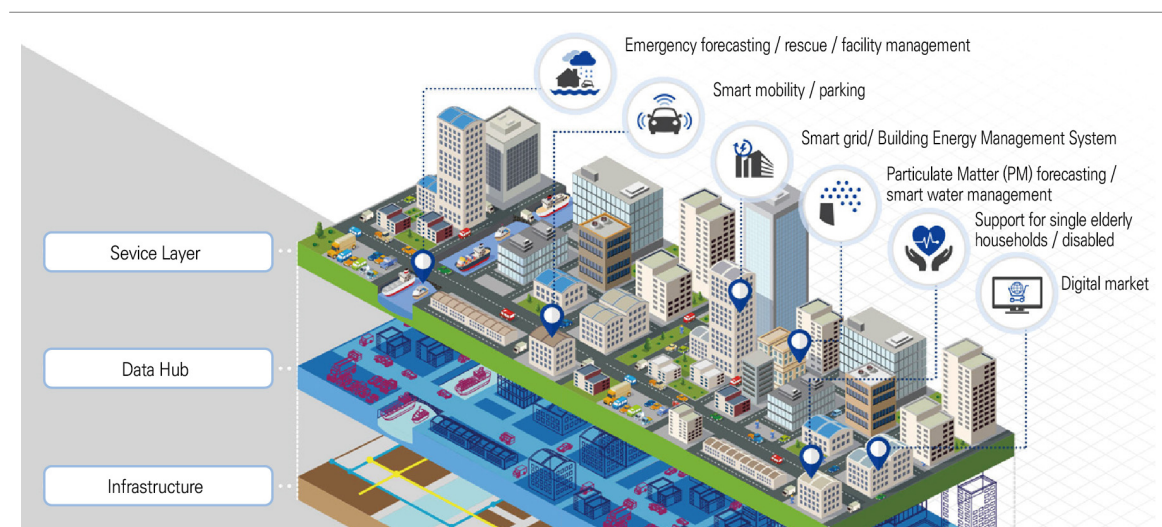 Emergency forecasting / rescue / facility management
Smart mobility / parking
Smart grid/ Building Energy Management System
Particulate Matter (PM) forecasting /
smart water management
Support for single elderly
households / disabled
Digital market
Sevice Layer
Data Hub
Infrastructure